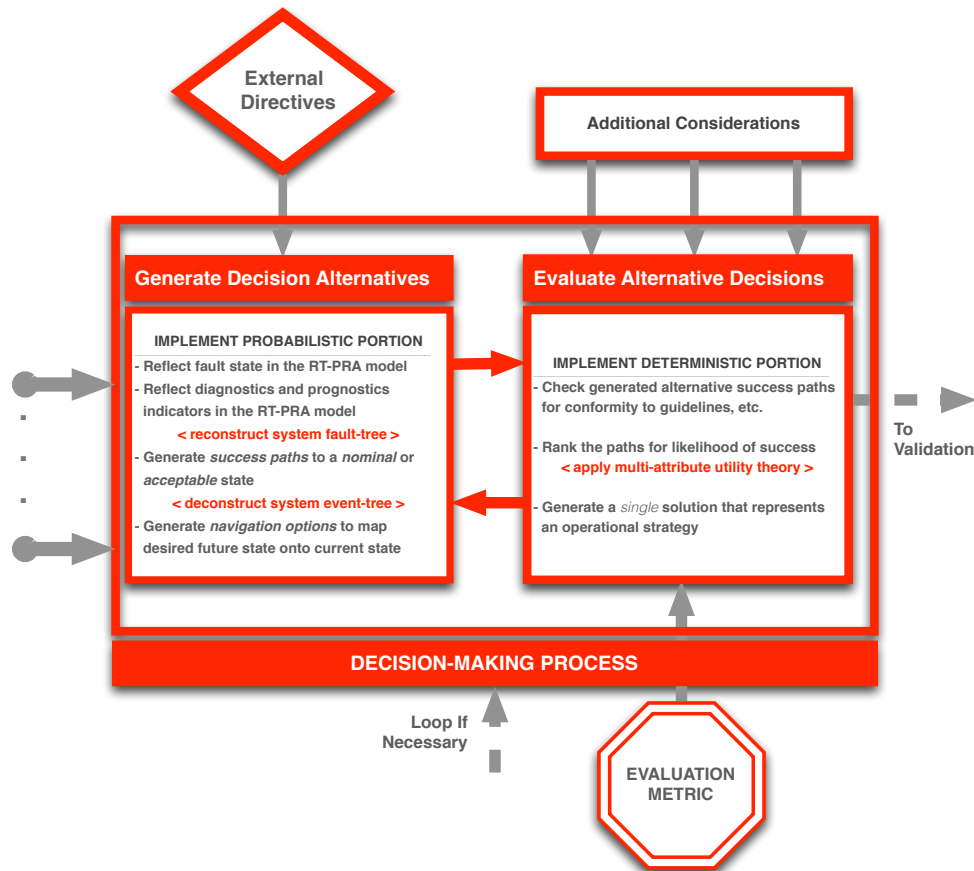 External
Directives
Additional Considerations
Generate Decision Alternatives
IMPLEMENT PROBABILISTIC PORTION
- Reflect fault state in the RT-PRA model
- Reflect diagnostics and prognostics
indicators in the RT-PRA model
< reconstruct system fault-tree >
- Generate success paths to a nominal or
acceptable state
< deconstruct system event-tree >
- Generate navigation options to map
desired future state onto current state
Evaluate Alternative Decisions
IMPLEMENT DETERMINISTIC PORTION
- Check generated alternative success paths
for conformity to guidelines, etc.
- Rank the paths for likelihood of success
< apply multi-attribute utility theory >
- Generate a single solution that represents
an operational strategy
To
Validation
DECISION-MAKING PROCESS
Loop If
Necessary
EVALUATION
METRIC